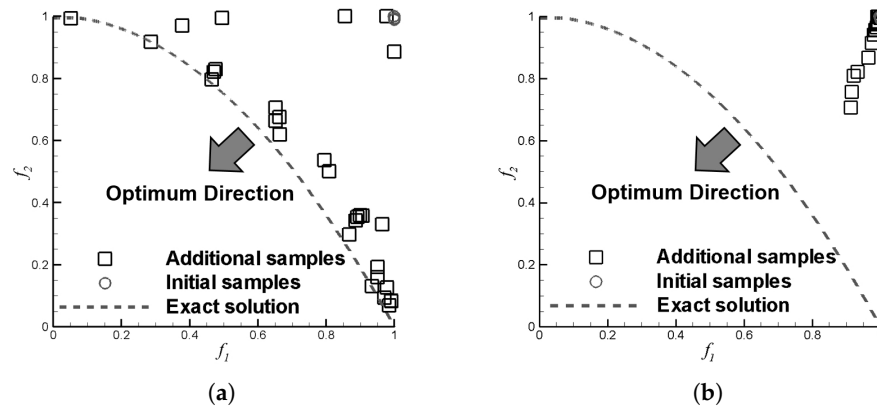 1
0.8
0.6
f2
0.4
0.2
0
0
0.2
0.4
0.6
0.8
1
f1
Optimum Direction
Additional samples
Initial samples
Exact solution
(a)
1
0.8
0.6
f2
0.4
0.2
0
0
0.2
0.4
0.6
0.8
f1
Optimum Direction
Additional samples
Initial samples
Exact solution
(b)